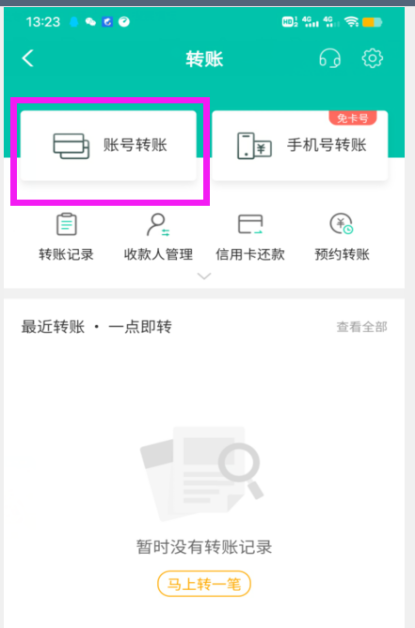 13:23
转账
免卡号
账号转账
手机号转账
转账记录 收款人管理 信用卡还款 预约转账
最近转账 · 一点即转 查看全部
暂时没有转账记录
马上转一笔